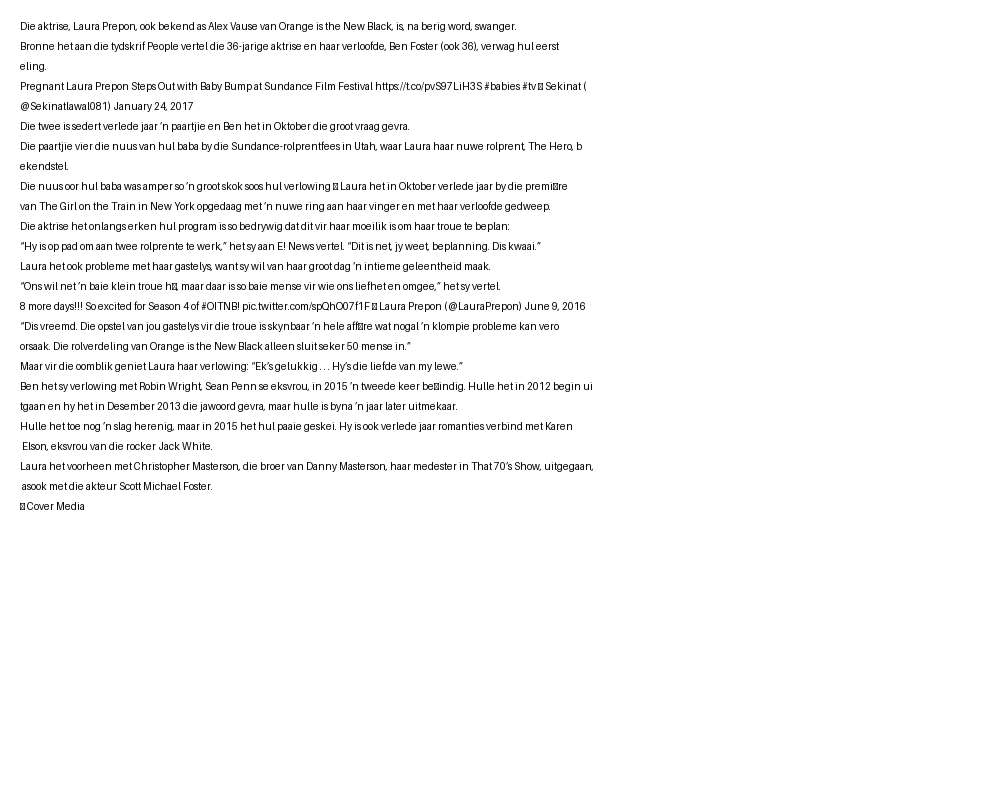 Die aktrise, Laura Prepon, ook bekend as Alex Vause van Orange is the New Black, is, na berig word, swanger.
Bronne het aan die tydskrif People vertel die 36-jarige aktrise en haar verloofde, Ben Foster (ook 36), verwag hul eerst
eling.
Pregnant Laura Prepon Steps Out with Baby Bump at Sundance Film Festival https://t.co/pvS97LiH3S #babies #tv Sekinat (
@Sekinatlawal081) January 24, 2017
Die twee is sedert verlede jaar ’n paartjie en Ben het in Oktober die groot vraag gevra.
Die paartjie vier die nuus van hul baba by die Sundance-rolprentfees in Utah, waar Laura haar nuwe rolprent, The Hero, b
ekendstel.
Die nuus oor hul baba was amper so ’n groot skok soos hul verlowing Laura het in Oktober verlede jaar by die premi▯re
van The Girl on the Train in New York opgedaag met ’n nuwe ring aan haar vinger en met haar verloofde gedweep.
Die aktrise het onlangs erken hul program is so bedrywig dat dit vir haar moeilik is om haar troue te beplan:
“Hy is op pad om aan twee rolprente te werk,” het sy aan E! News vertel. “Dit is net, jy weet, beplanning. Dis kwaai.”
Laura het ook probleme met haar gastelys, want sy wil van haar groot dag ’n intieme geleentheid maak.
“Ons wil net ’n baie klein troue h▯, maar daar is so baie mense vir wie ons liefhet en omgee,” het sy vertel.
8 more days!!! So excited for Season 4 of #OITNB! pic.twitter.com/spQhO07f1F Laura Prepon (@LauraPrepon) June 9, 2016
“Dis vreemd. Die opstel van jou gastelys vir die troue is skynbaar ’n hele aff▯re wat nogal ’n klompie probleme kan vero
orsaak. Die rolverdeling van Orange is the New Black alleen sluit seker 50 mense in.”
Maar vir die oomblik geniet Laura haar verlowing: “Ek’s gelukkig . . . Hy’s die liefde van my lewe.”
Ben het sy verlowing met Robin Wright, Sean Penn se eksvrou, in 2015 ’n tweede keer be▯indig. Hulle het in 2012 begin ui
tgaan en hy het in Desember 2013 die jawoord gevra, maar hulle is byna ’n jaar later uitmekaar.
Hulle het toe nog ’n slag herenig, maar in 2015 het hul paaie geskei. Hy is ook verlede jaar romanties verbind met Karen
Elson, eksvrou van die rocker Jack White.
Laura het voorheen met Christopher Masterson, die broer van Danny Masterson, haar medester in That 70’s Show, uitgegaan,
asook met die akteur Scott Michael Foster.
Cover Media